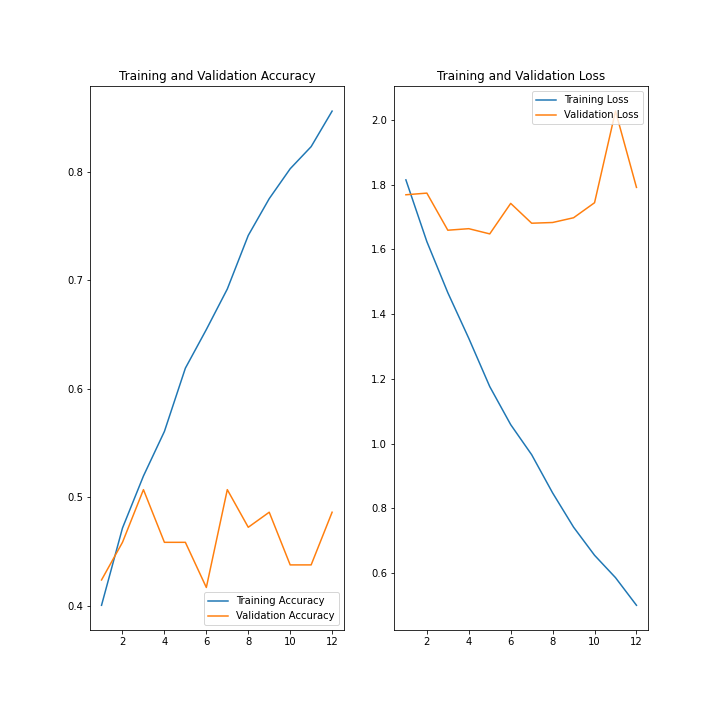 Training and Validation Accuracy
0.8
0.7
0.6
0.5
0.4
2 4 6 8 10 12
Training Accuracy
Validation Accuracy
Training and Validation Loss
2.0
1.8
1.6
1.4
1.2
1.0
0.8
0.6
2 4 6 8 10 12
Training Loss
Validation Loss